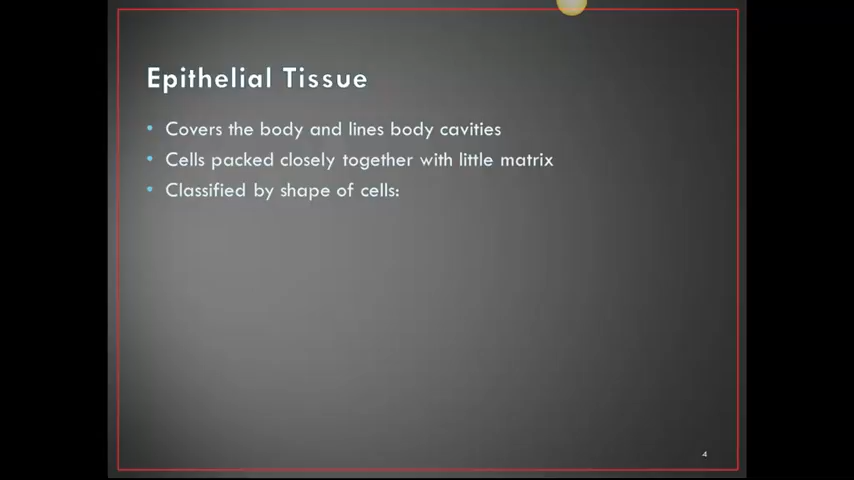 Epithelial Tissue
• Covers the body and lines body cavities
• Cells packed closely together with little matrix
• Classified by shape of cells:
4